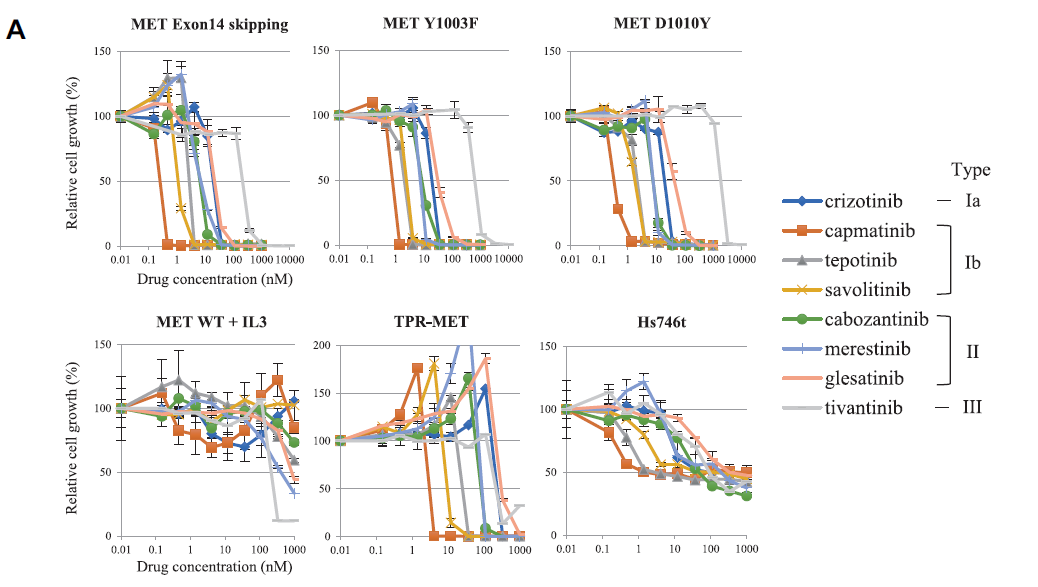 A
MET Exon14 skipping
MET Y1003F
MET D1010Y
Relative cell growth (%)
150
100
50
0
0.01 0.1 1 10 100 1000 10000
Drug concentration (nM)
150
100
50
0
0.01 0.1 1 10 100 1000 10000
150
100
50
0
0.01 0.1 1 10 100 1000 10000
Type
crizotinib Ia
capmatinib
tepotinib Ib
savolitinib
cabozantinib
merestinib II
glesatinib
tivantinib III
MET WT + IL3
TPR-MET
Hs746t
Relative cell growth (%)
150
100
50
0
0.01 0.1 1 10 100 1000
Drug concentration (nM)
200
150
100
50
0
0.01 0.1 1 10 100 1000
150
100
50
0
0.01 0.1 1 10 100 1000